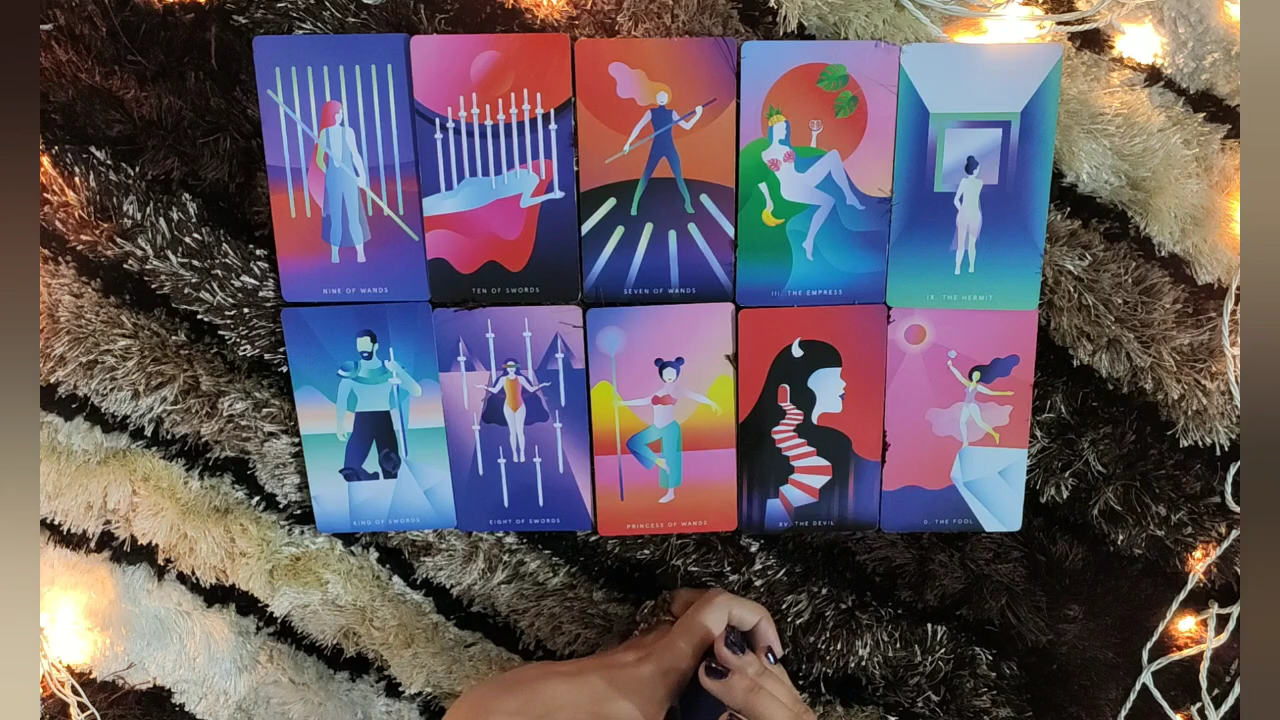 NINE OF WANDS
TEN OF SWORDS
SEVEN OF WANDS
III. THE EMPRESS
IX. THE HERMIT
KING OF SWORDS
EIGHT OF SWORDS
PRINCESS OF WANDS
XV. THE DEVIL
0. THE FOOL